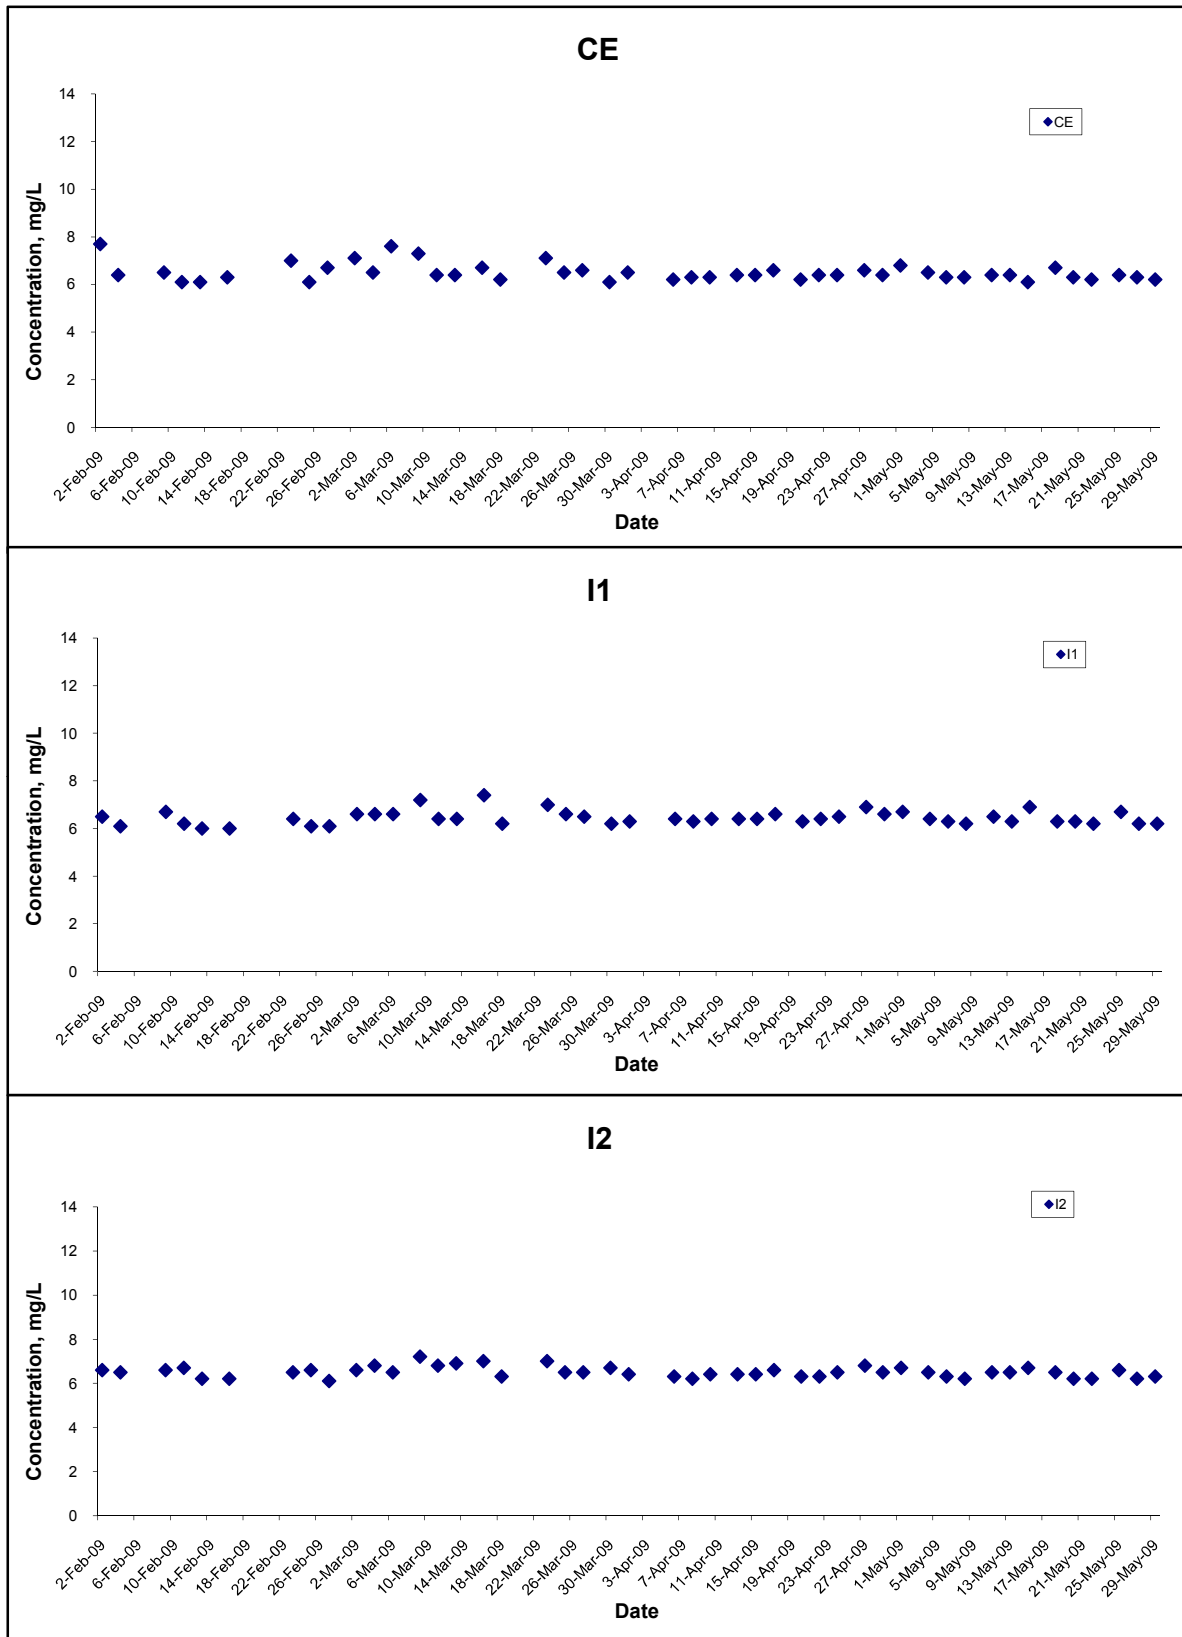 CE
14
12
10
8
6
4
2
0
Concentration, mg/L
CE
2-Feb-09 6-Feb-09 10-Feb-09 14-Feb-09 18-Feb-09 22-Feb-09 26-Feb-09 2-Mar-09 6-Mar-09 10-Mar-09 14-Mar-09 18-Mar-09 22-Mar-09 26-Mar-09 30-Mar-09 3-Apr-09 7-Apr-09 11-Apr-09 15-Apr-09 19-Apr-09 23-Apr-09 27-Apr-09 1-May-09 5-May-09 9-May-09 13-May-09 17-May-09 21-May-09 25-May-09 29-May-09
Date
I1
14
12
10
8
6
4
2
0
Concentration, mg/L
I1
2-Feb-09 6-Feb-09 10-Feb-09 14-Feb-09 18-Feb-09 22-Feb-09 26-Feb-09 2-Mar-09 6-Mar-09 10-Mar-09 14-Mar-09 18-Mar-09 22-Mar-09 26-Mar-09 30-Mar-09 3-Apr-09 7-Apr-09 11-Apr-09 15-Apr-09 19-Apr-09 23-Apr-09 27-Apr-09 1-May-09 5-May-09 9-May-09 13-May-09 17-May-09 21-May-09 25-May-09 29-May-09
Date
I2
14
12
10
8
6
4
2
0
Concentration, mg/L
I2
2-Feb-09 6-Feb-09 10-Feb-09 14-Feb-09 18-Feb-09 22-Feb-09 26-Feb-09 2-Mar-09 6-Mar-09 10-Mar-09 14-Mar-09 18-Mar-09 22-Mar-09 26-Mar-09 30-Mar-09 3-Apr-09 7-Apr-09 11-Apr-09 15-Apr-09 19-Apr-09 23-Apr-09 27-Apr-09 1-May-09 5-May-09 9-May-09 13-May-09 17-May-09 21-May-09 25-May-09 29-May-09
Date